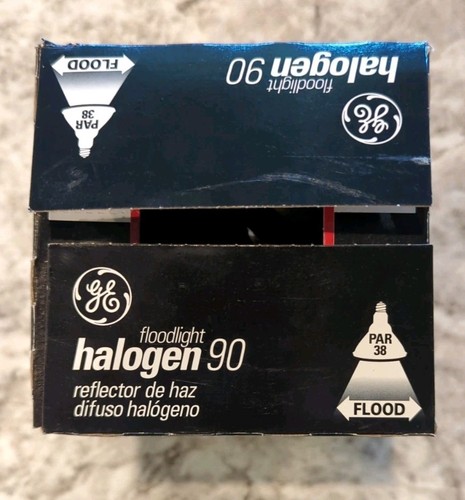 FLOOD
PAR
38
floodlight
halogen 90
GE
GE
floodlight
halogen 90
reflector de haz
difuso halógeno
PAR
38
FLOOD